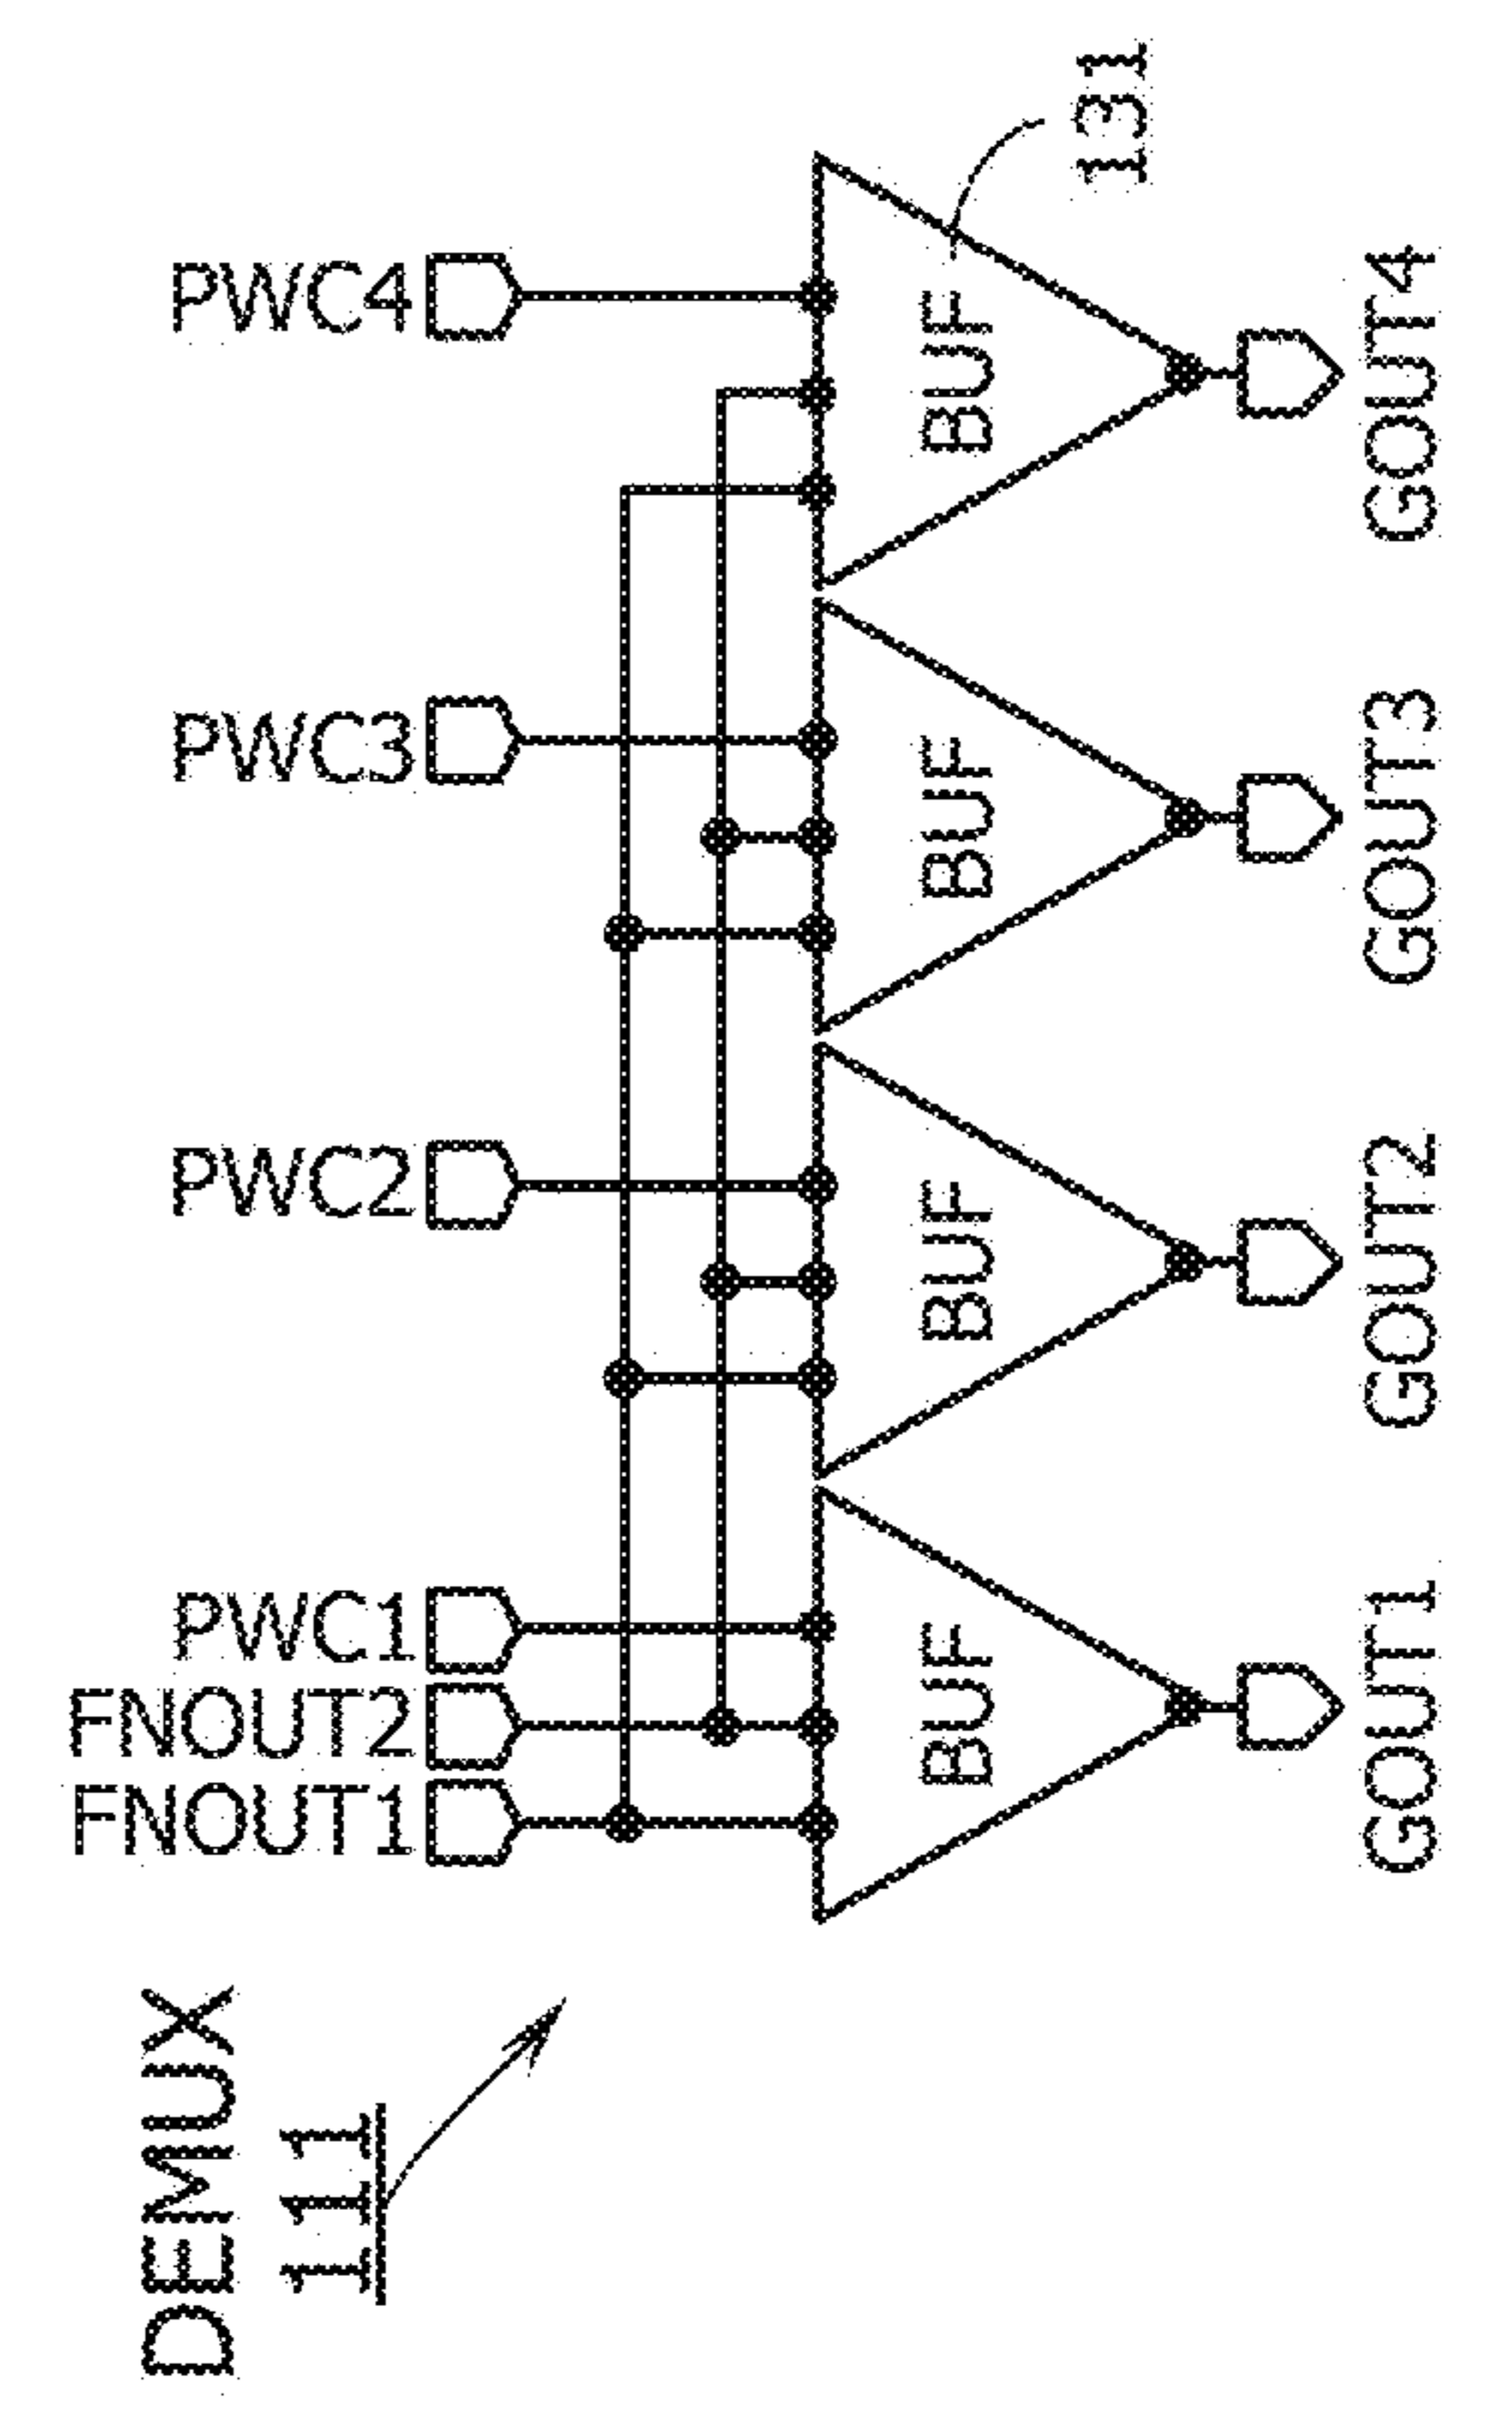 PWC4
131
BUF
GOUT4
PWC3
BUF
GOUT3
PWC2
BUF
GOUT2
PWC1
FNOUT2
FNOUT1
BUF
GOUT1
DEMUX
111